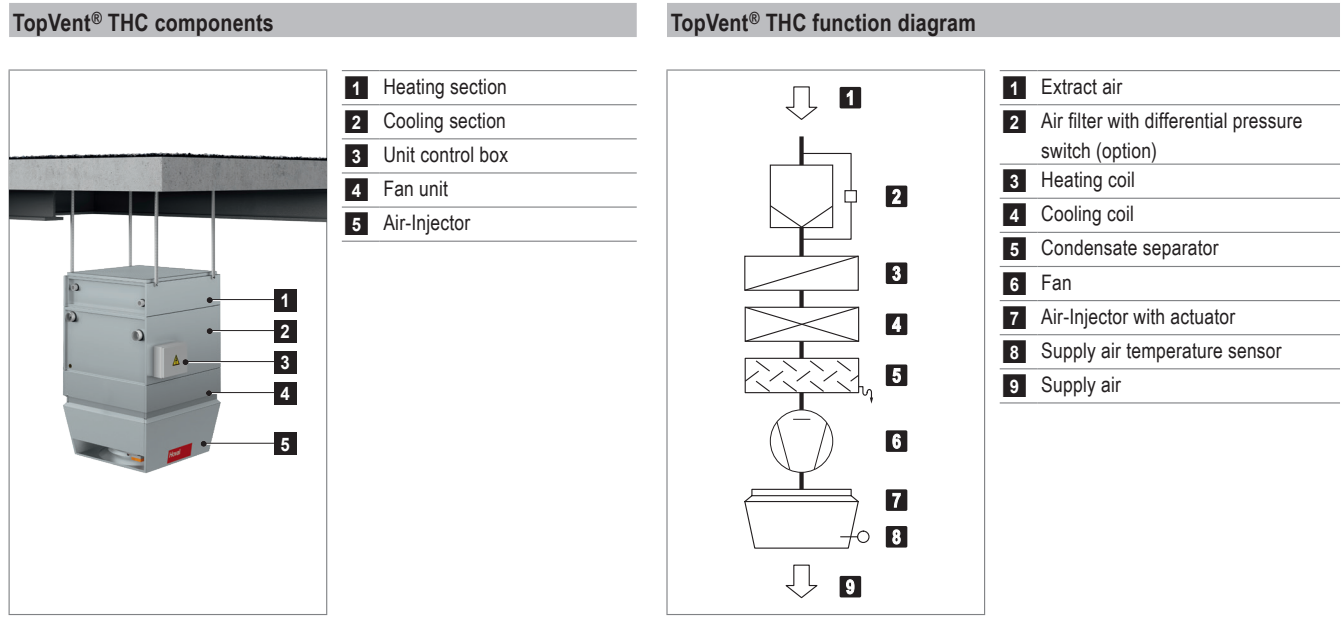 TopVent® THC components
1 Heating section
2 Cooling section
3 Unit control box
4 Fan unit
5 Air-Injector
1
2
3
4
5
Hoval
TopVent® THC function diagram
1
2
3
4
5
6
7
8
9
1 Extract air
2 Air filter with differential pressure
switch (option)
3 Heating coil
4 Cooling coil
5 Condensate separator
6 Fan
7 Air-Injector with actuator
8 Supply air temperature sensor
9 Supply air